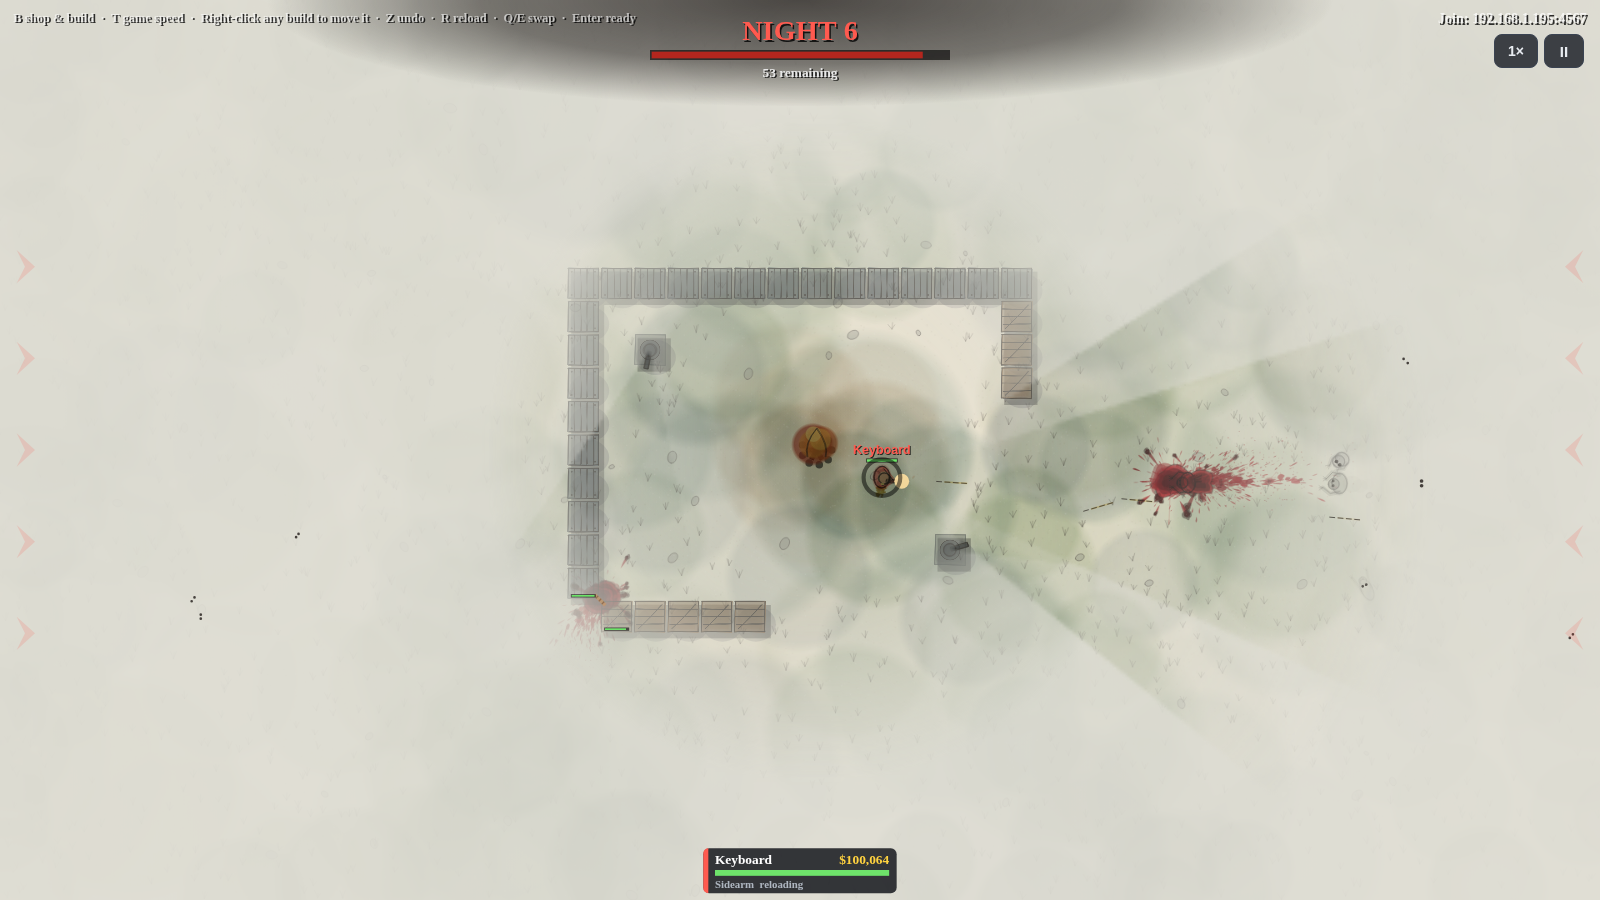 B shop & build · T game speed · Right-click any build to move it · Z undo · R reload · Q/E swap · Enter ready
NIGHT 6
53 remaining
Join: 192.168.1.195:4567
1×
Keyboard
Keyboard $100,064
Sidearm reloading